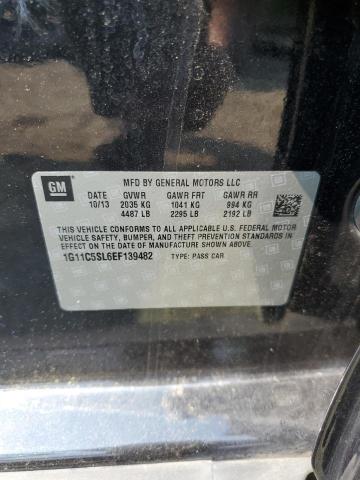 GM
MFD BY GENERAL MOTORS LLC
DATE GVWR GAWR FRT GAWR RR
10/13 2035 KG 1041 KG 994 KG
4487 LB 2295 LB 2192 LB
THIS VEHICLE CONFORMS TO ALL APPLICABLE U.S. FEDERAL MOTOR
VEHICLE SAFETY, BUMPER, AND THEFT PREVENTION STANDARDS IN
EFFECT ON THE DATE OF MANUFACTURE SHOWN ABOVE.
1G11C5SL6EF139482 TYPE: PASS CAR